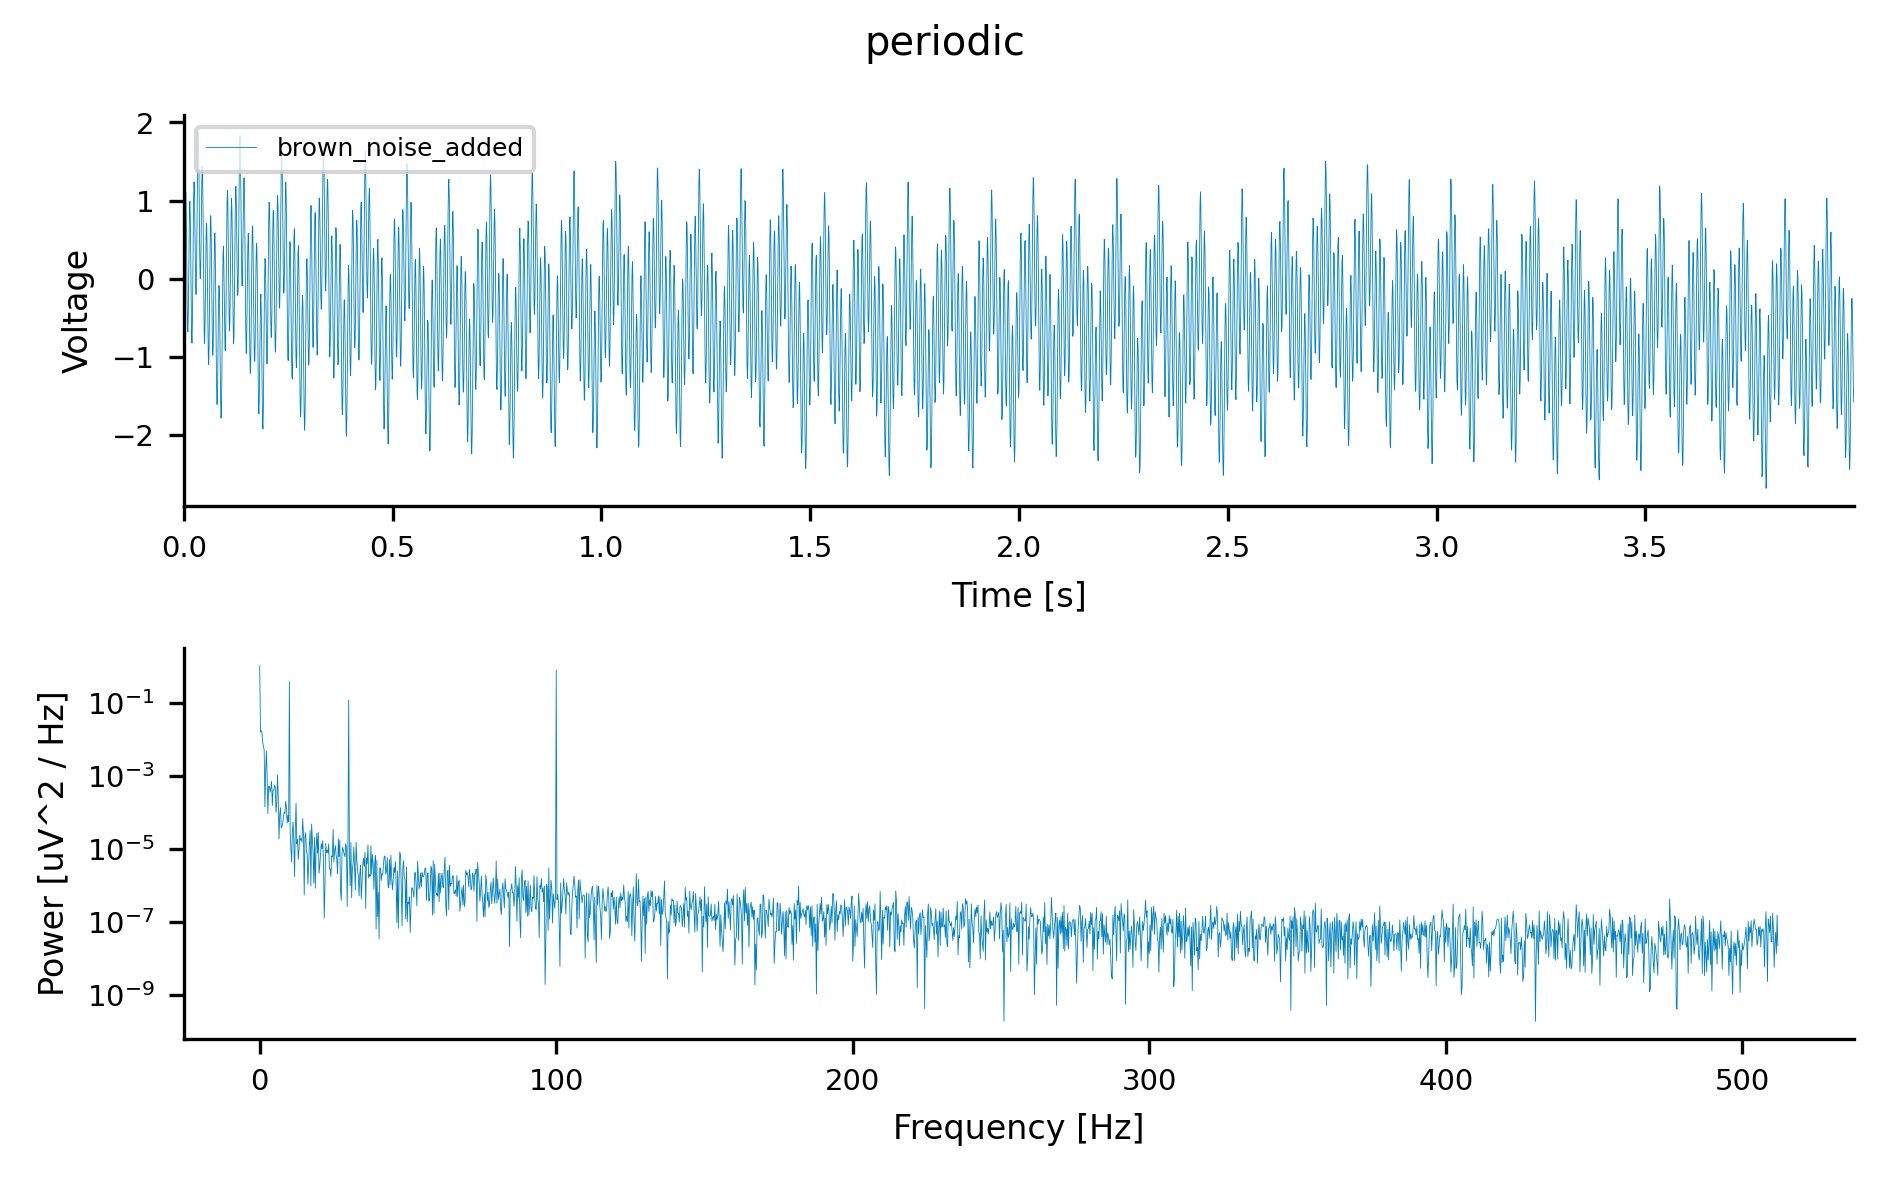 periodic
2
1
0
−1
−2
Voltage
brown_noise_added
0.0 0.5 1.0 1.5 2.0 2.5 3.0 3.5
Time [s]
10⁻¹
10⁻³
10⁻⁵
10⁻⁷
10⁻⁹
Power [uV^2 / Hz]
0 100 200 300 400 500
Frequency [Hz]